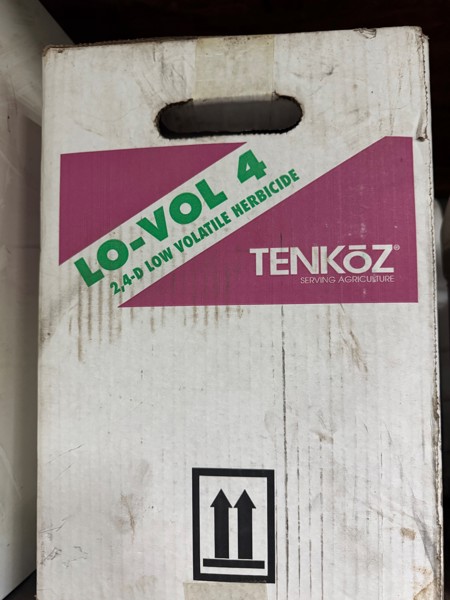 LO-VOL 4
2,4-D LOW VOLATILE HERBICIDE
TENKōZ®
SERVING AGRICULTURE